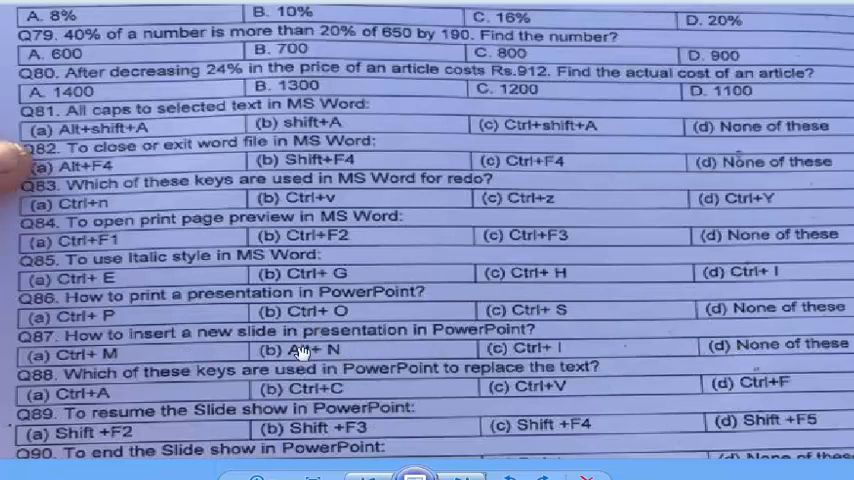 A. 8% B. 10% C. 16% D. 20%
Q79. 40% of a number is more than 20% of 650 by 190. Find the number?
A. 600 B. 700 C. 800 D. 900
Q80. After decreasing 24% in the price of an article costs Rs.912. Find the actual cost of an article?
A. 1400 B. 1300 C. 1200 D. 1100
Q81. All caps to selected text in MS Word:
(a) Alt+shift+A (b) shift+A (c) Ctrl+shift+A (d) None of these
Q82. To close or exit word file in MS Word:
(a) Alt+F4 (b) Shift+F4 (c) Ctrl+F4 (d) None of these
Q83. Which of these keys are used in MS Word for redo?
(a) Ctrl+n (b) Ctrl+v (c) Ctrl+z (d) Ctrl+Y
Q84. To open print page preview in MS Word:
(a) Ctrl+F1 (b) Ctrl+F2 (c) Ctrl+F3 (d) None of these
Q85. To use Italic style in MS Word:
(a) Ctrl+ E (b) Ctrl+ G (c) Ctrl+ H (d) Ctrl+ I
Q86. How to print a presentation in PowerPoint?
(a) Ctrl+ P (b) Ctrl+ O (c) Ctrl+ S (d) None of these
Q87. How to insert a new slide in presentation in PowerPoint?
(a) Ctrl+ M (b) Alt+ N (c) Ctrl+ I (d) None of these
Q88. Which of these keys are used in PowerPoint to replace the text?
(a) Ctrl+A (b) Ctrl+C (c) Ctrl+V (d) Ctrl+F
Q89. To resume the Slide show in PowerPoint:
(a) Shift +F2 (b) Shift +F3 (c) Shift +F4 (d) Shift +F5
Q90. To end the Slide show in PowerPoint:
(d) None of these